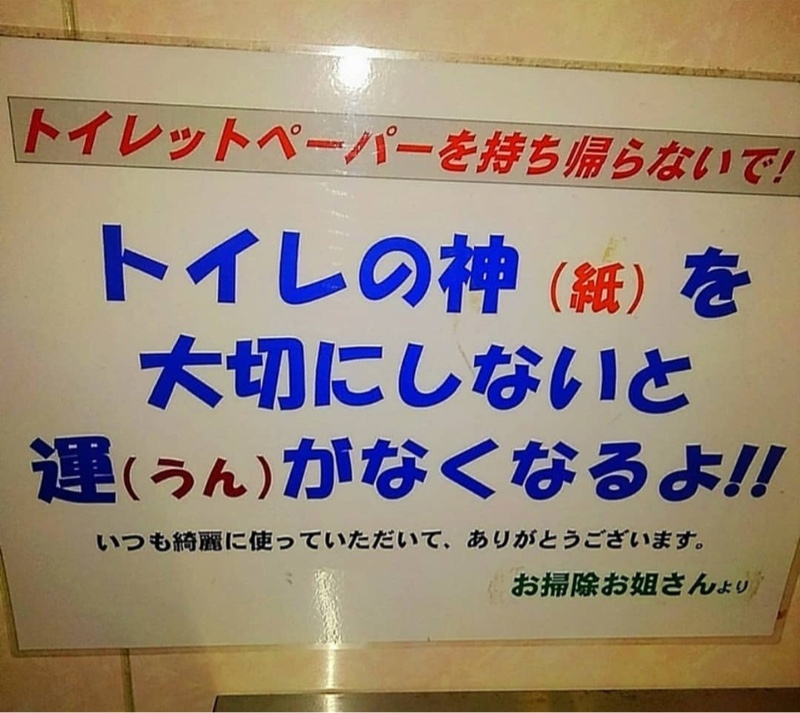 トイレットペーパーを持ち帰らないで!
トイレの神(紙)を
大切にしないと
運(うん)がなくなるよ!!
いつも綺麗に使っていただいて、ありがとうございます。
お掃除お姐さんより